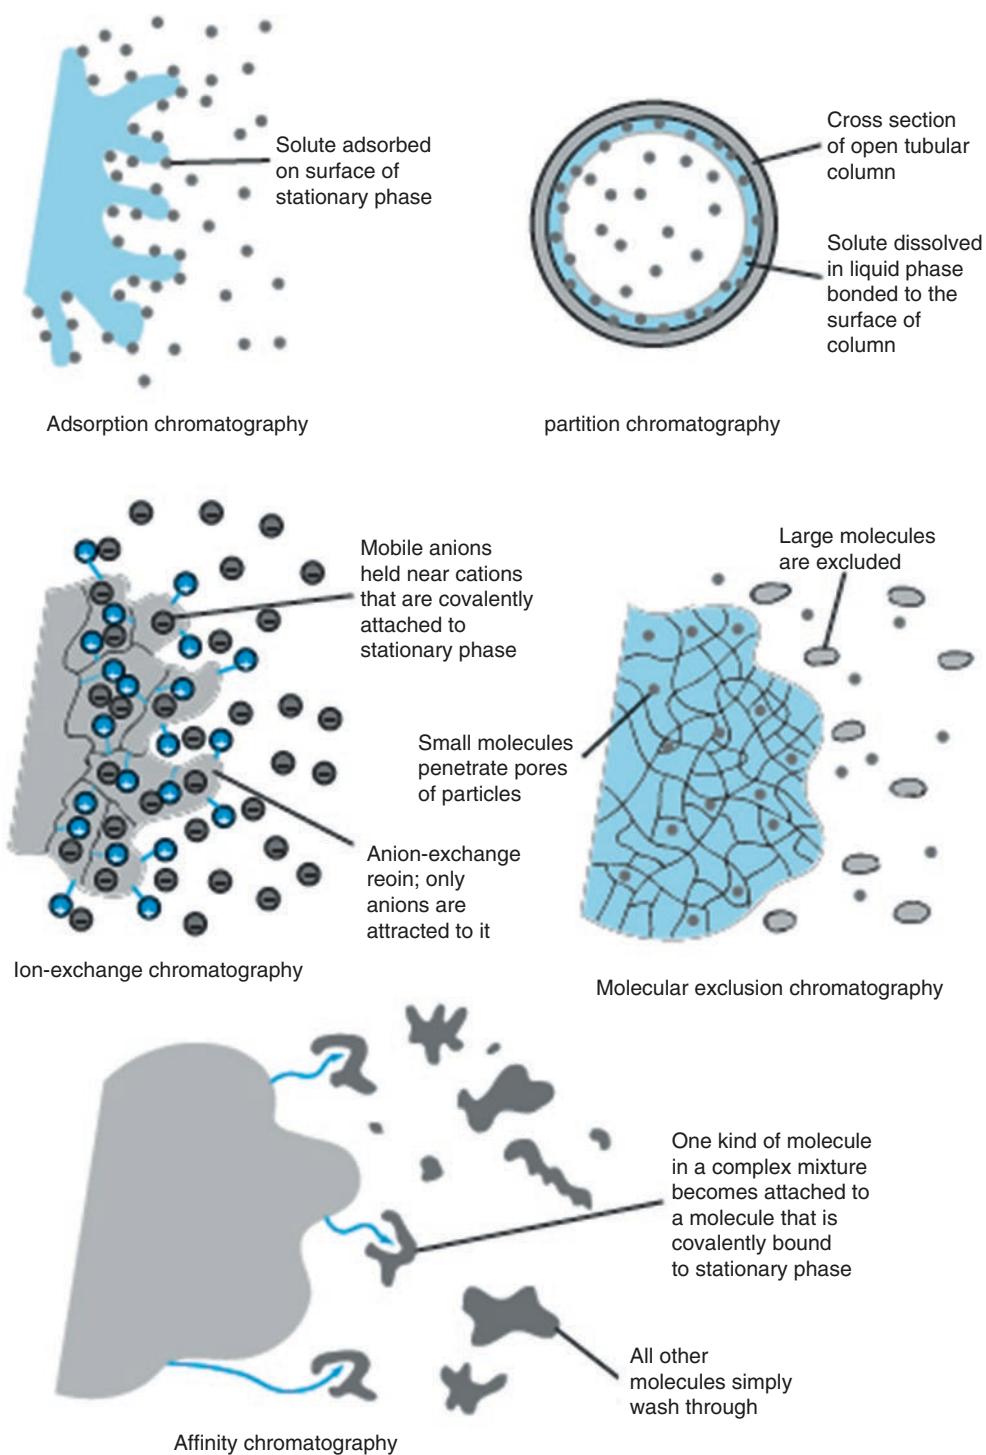 Solute adsorbed
on surface of
stationary phase
Adsorption chromatography
Cross section
of open tubular
column
Solute dissolved
in liquid phase
bonded to the
surface of
column
partition chromatography
Mobile anions
held near cations
that are covalently
attached to
stationary phase
Anion-exchange
reoin; only
anions are
attracted to it
Ion-exchange chromatography
Large molecules
are excluded
Small molecules
penetrate pores
of particles
Molecular exclusion chromatography
One kind of molecule
in a complex mixture
becomes attached to
a molecule that is
covalently bound
to stationary phase
All other
molecules simply
wash through
Affinity chromatography